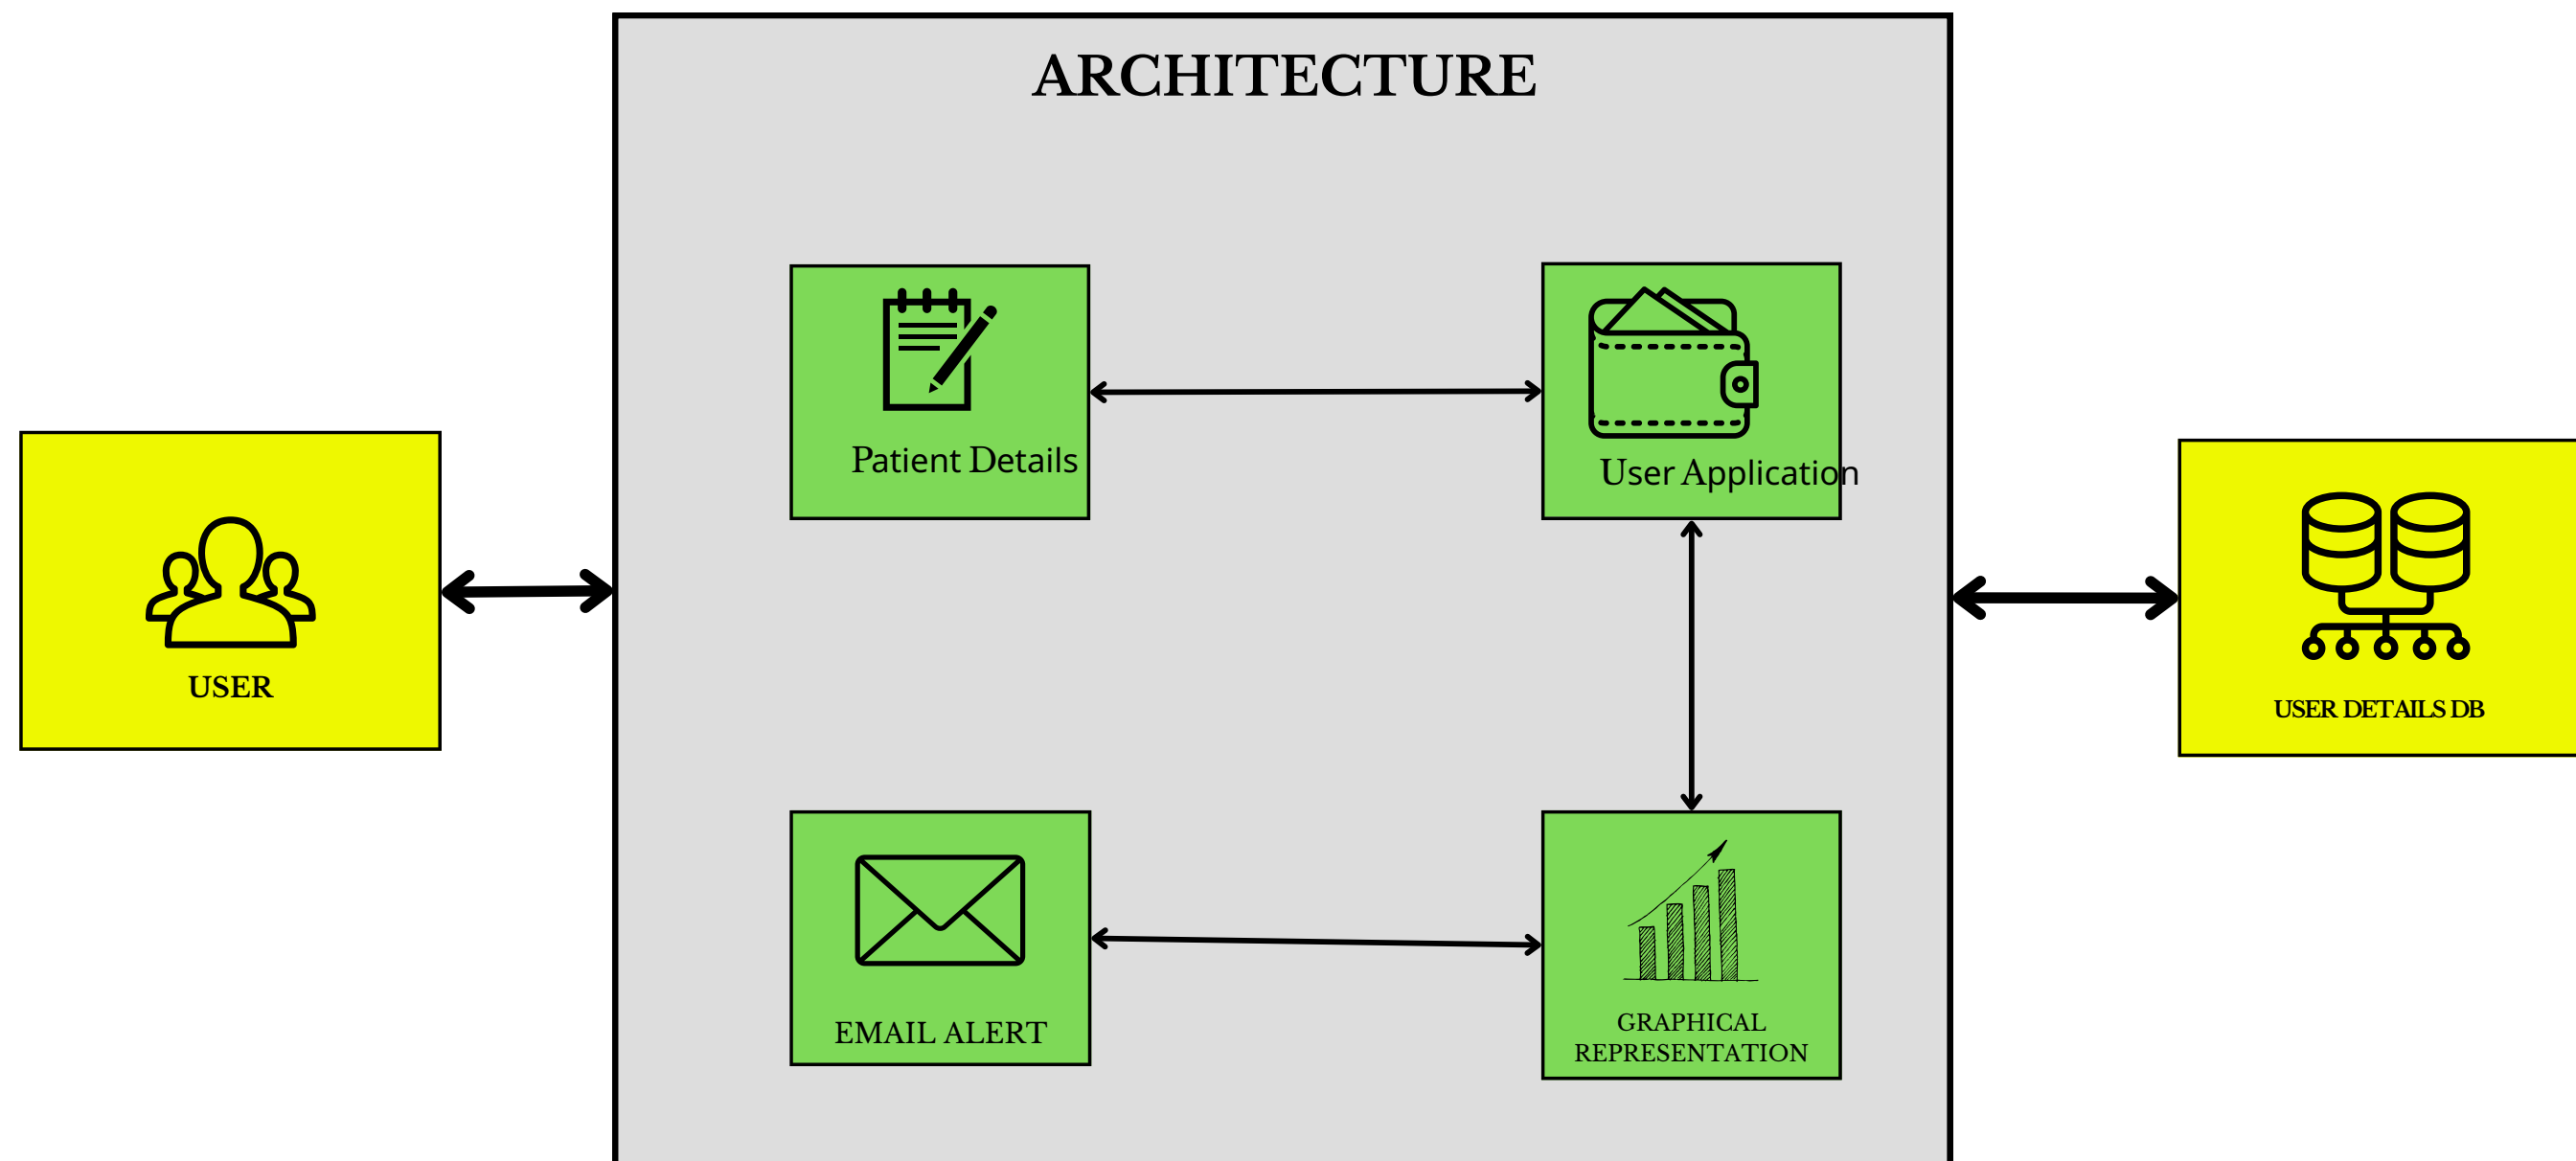 ARCHITECTURE
Patient Details
User Application
USER
USER DETAILS DB
EMAIL ALERT
GRAPHICAL
REPRESENTATION